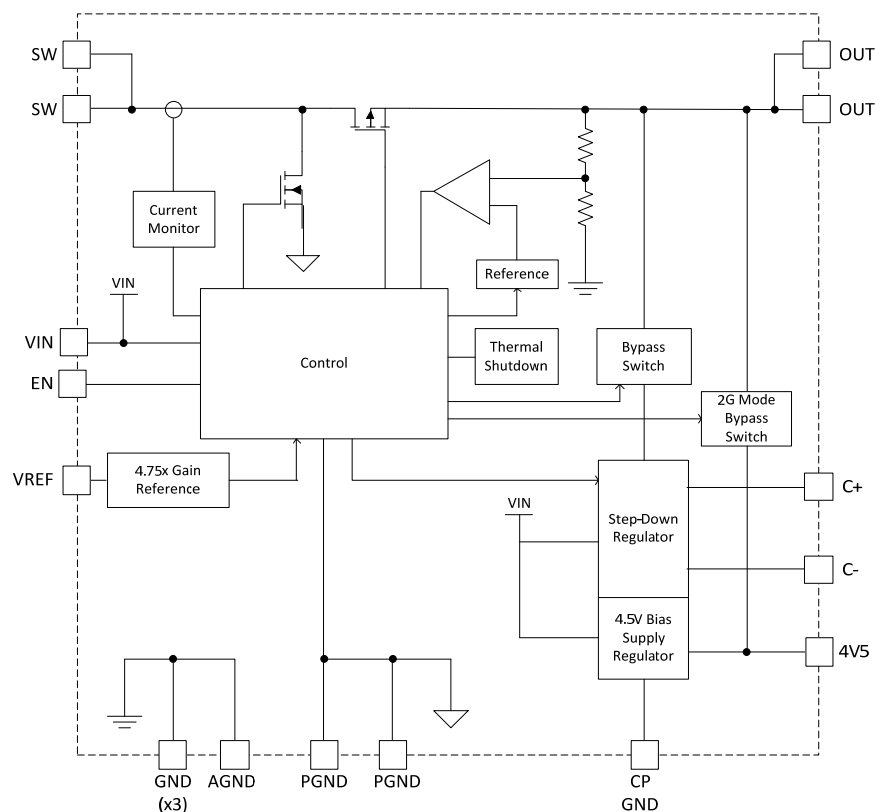 SW
OUT
SW
OUT
Current
Monitor
Reference
VIN
VIN
Control
Thermal
Shutdown
Bypass
Switch
EN
2G Mode
Bypass
Switch
VREF
4.75x Gain
Reference
C+
VIN
Step-Down
Regulator
C-
4.5V Bias
Supply
Regulator
4V5
GND
(x3)
AGND
PGND
PGND
CP
GND